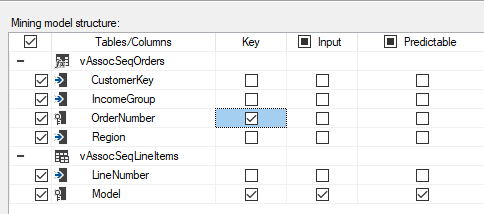 Mining model structure:
Tables/Columns Key Input Predictable
vAssocSeqOrders
CustomerKey
IncomeGroup
OrderNumber
Region
vAssocSeqLineItems
LineNumber
Model